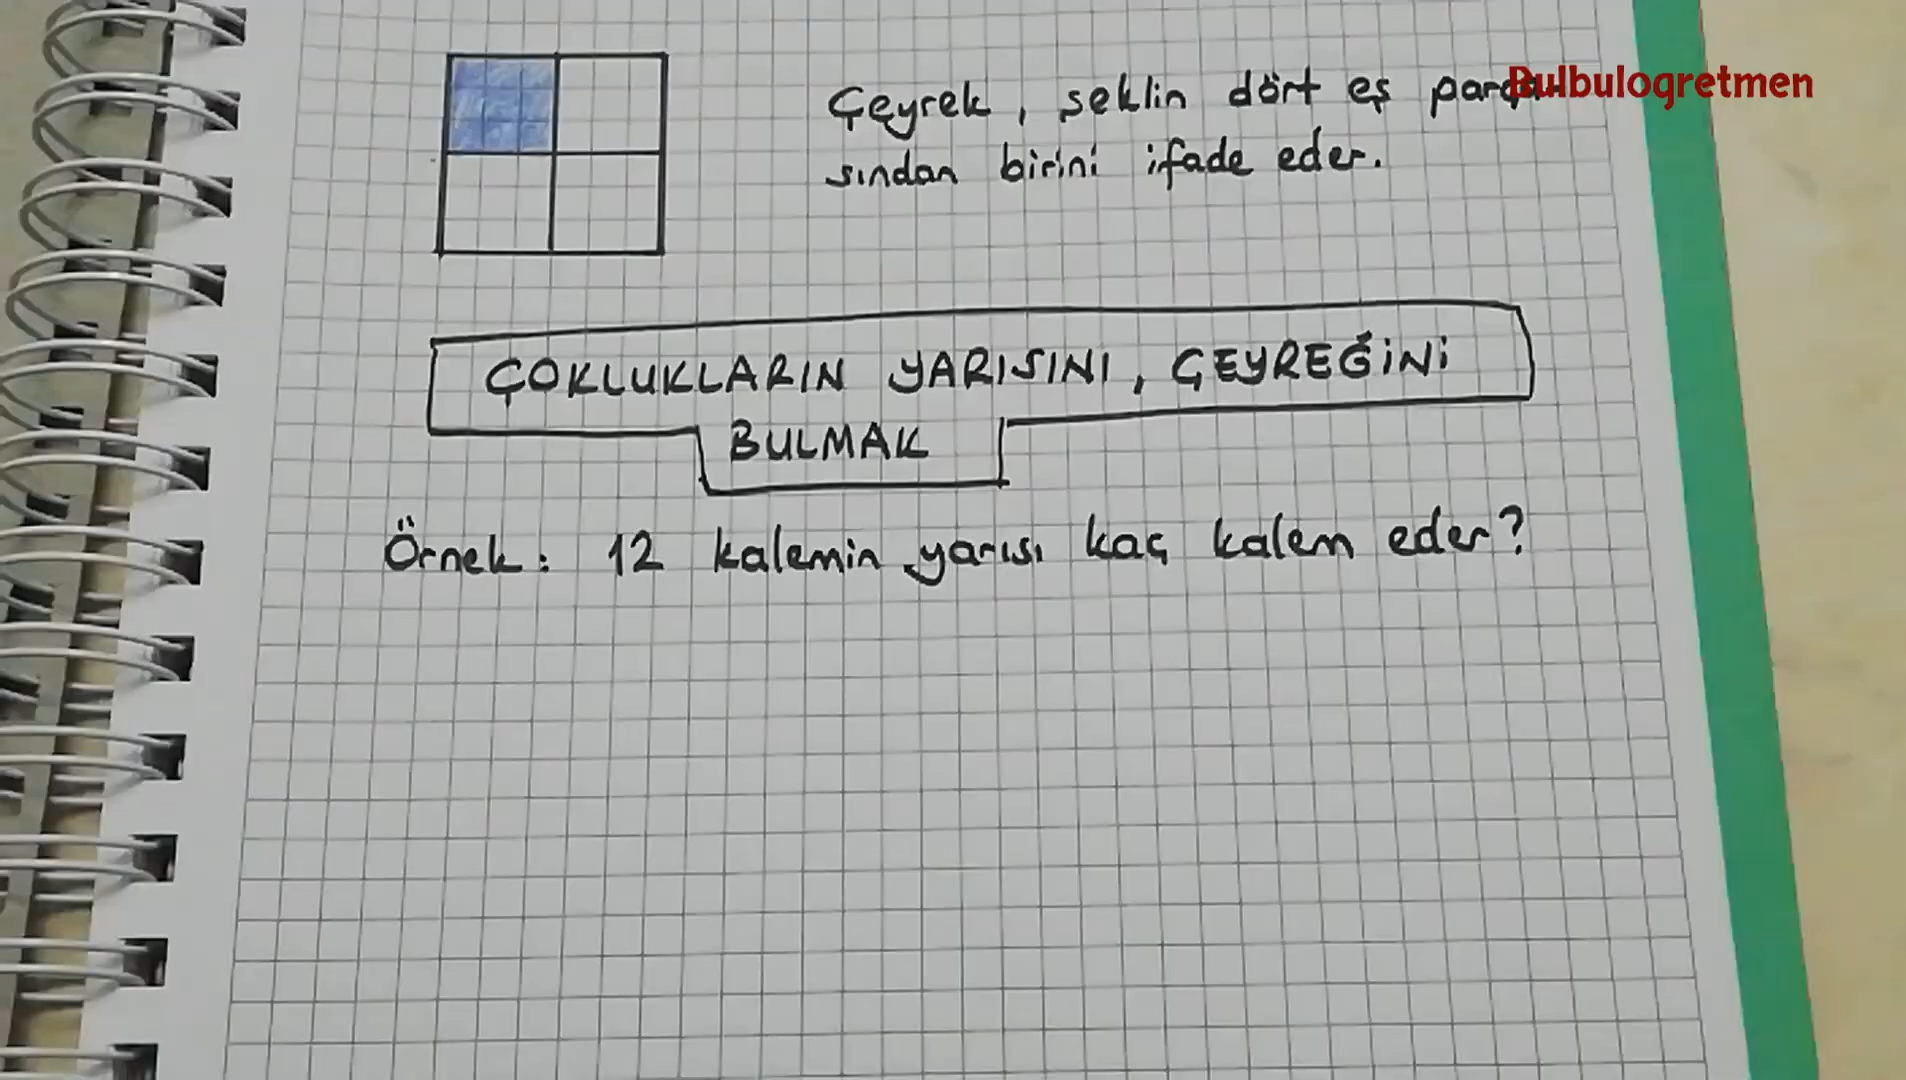 Çeyrek, şeklin dört eş parça-
Bulbulogretmen
sından birini ifade eder.
ÇOKLUKLARIN YARISINI, ÇEYREĞİNİ
BULMAK
Örnek: 12 kalemin yarısı kaç kalem eder?